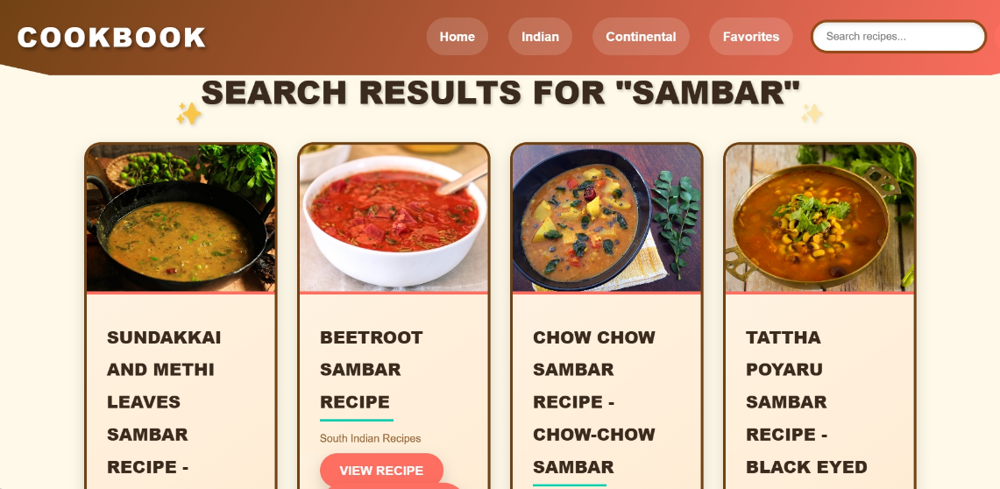 COOKBOOK
Home
Indian
Continental
Favorites
Search recipes...
SEARCH RESULTS FOR "SAMBAR"
SUNDAKKAI
AND METHI
LEAVES
SAMBAR
RECIPE -
BEETROOT
SAMBAR
RECIPE
South Indian Recipes
VIEW RECIPE
CHOW CHOW
SAMBAR
RECIPE -
CHOW-CHOW
SAMBAR
TATTHA
POYARU
SAMBAR
RECIPE -
BLACK EYED